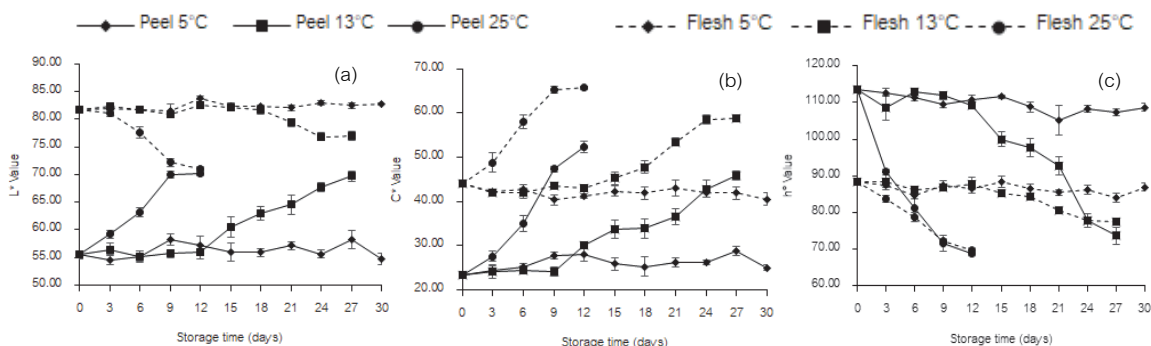 Peel 5°C Peel 13°C Peel 25°C Flesh 5°C Flesh 13°C Flesh 25°C
(a)
L* Value
90.00
85.00
80.00
75.00
70.00
65.00
60.00
55.00
50.00
0 3 6 9 12 15 18 21 24 27 30
Storage time (days)
(b)
C* Value
70.00
60.00
50.00
40.00
30.00
20.00
0 3 6 9 12 15 18 21 24 27 30
Storage time (days)
(c)
h° Value
120.00
110.00
100.00
90.00
80.00
70.00
60.00
0 3 6 9 12 15 18 21 24 27 30
Storage time (days)